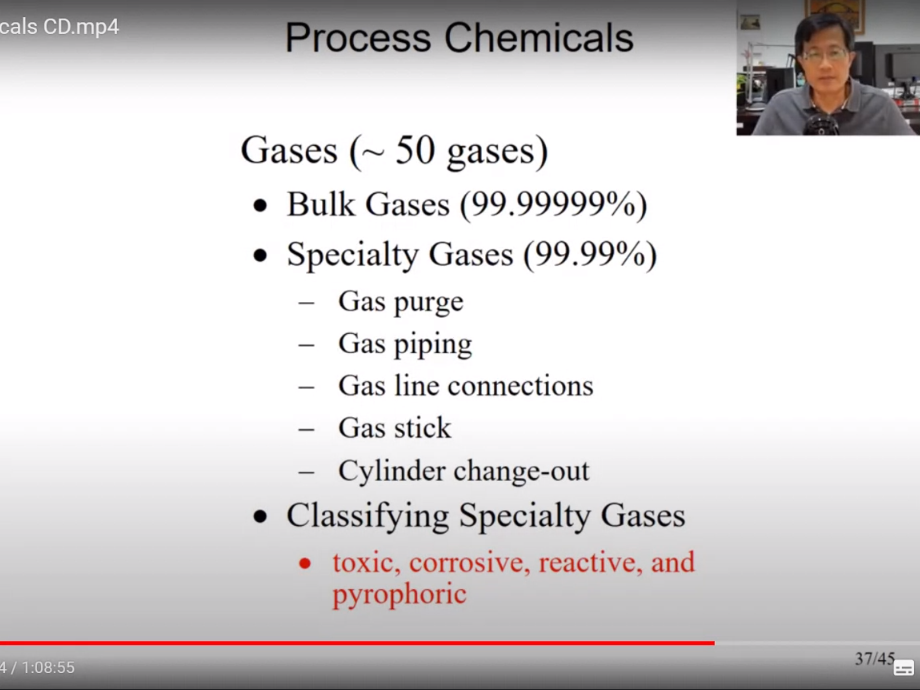 cals CD.mp4
Process Chemicals
Gases (~ 50 gases)
• Bulk Gases (99.99999%)
• Specialty Gases (99.99%)
– Gas purge
– Gas piping
– Gas line connections
– Gas stick
– Cylinder change-out
• Classifying Specialty Gases
• toxic, corrosive, reactive, and
pyrophoric
37/45
4 / 1:08:55